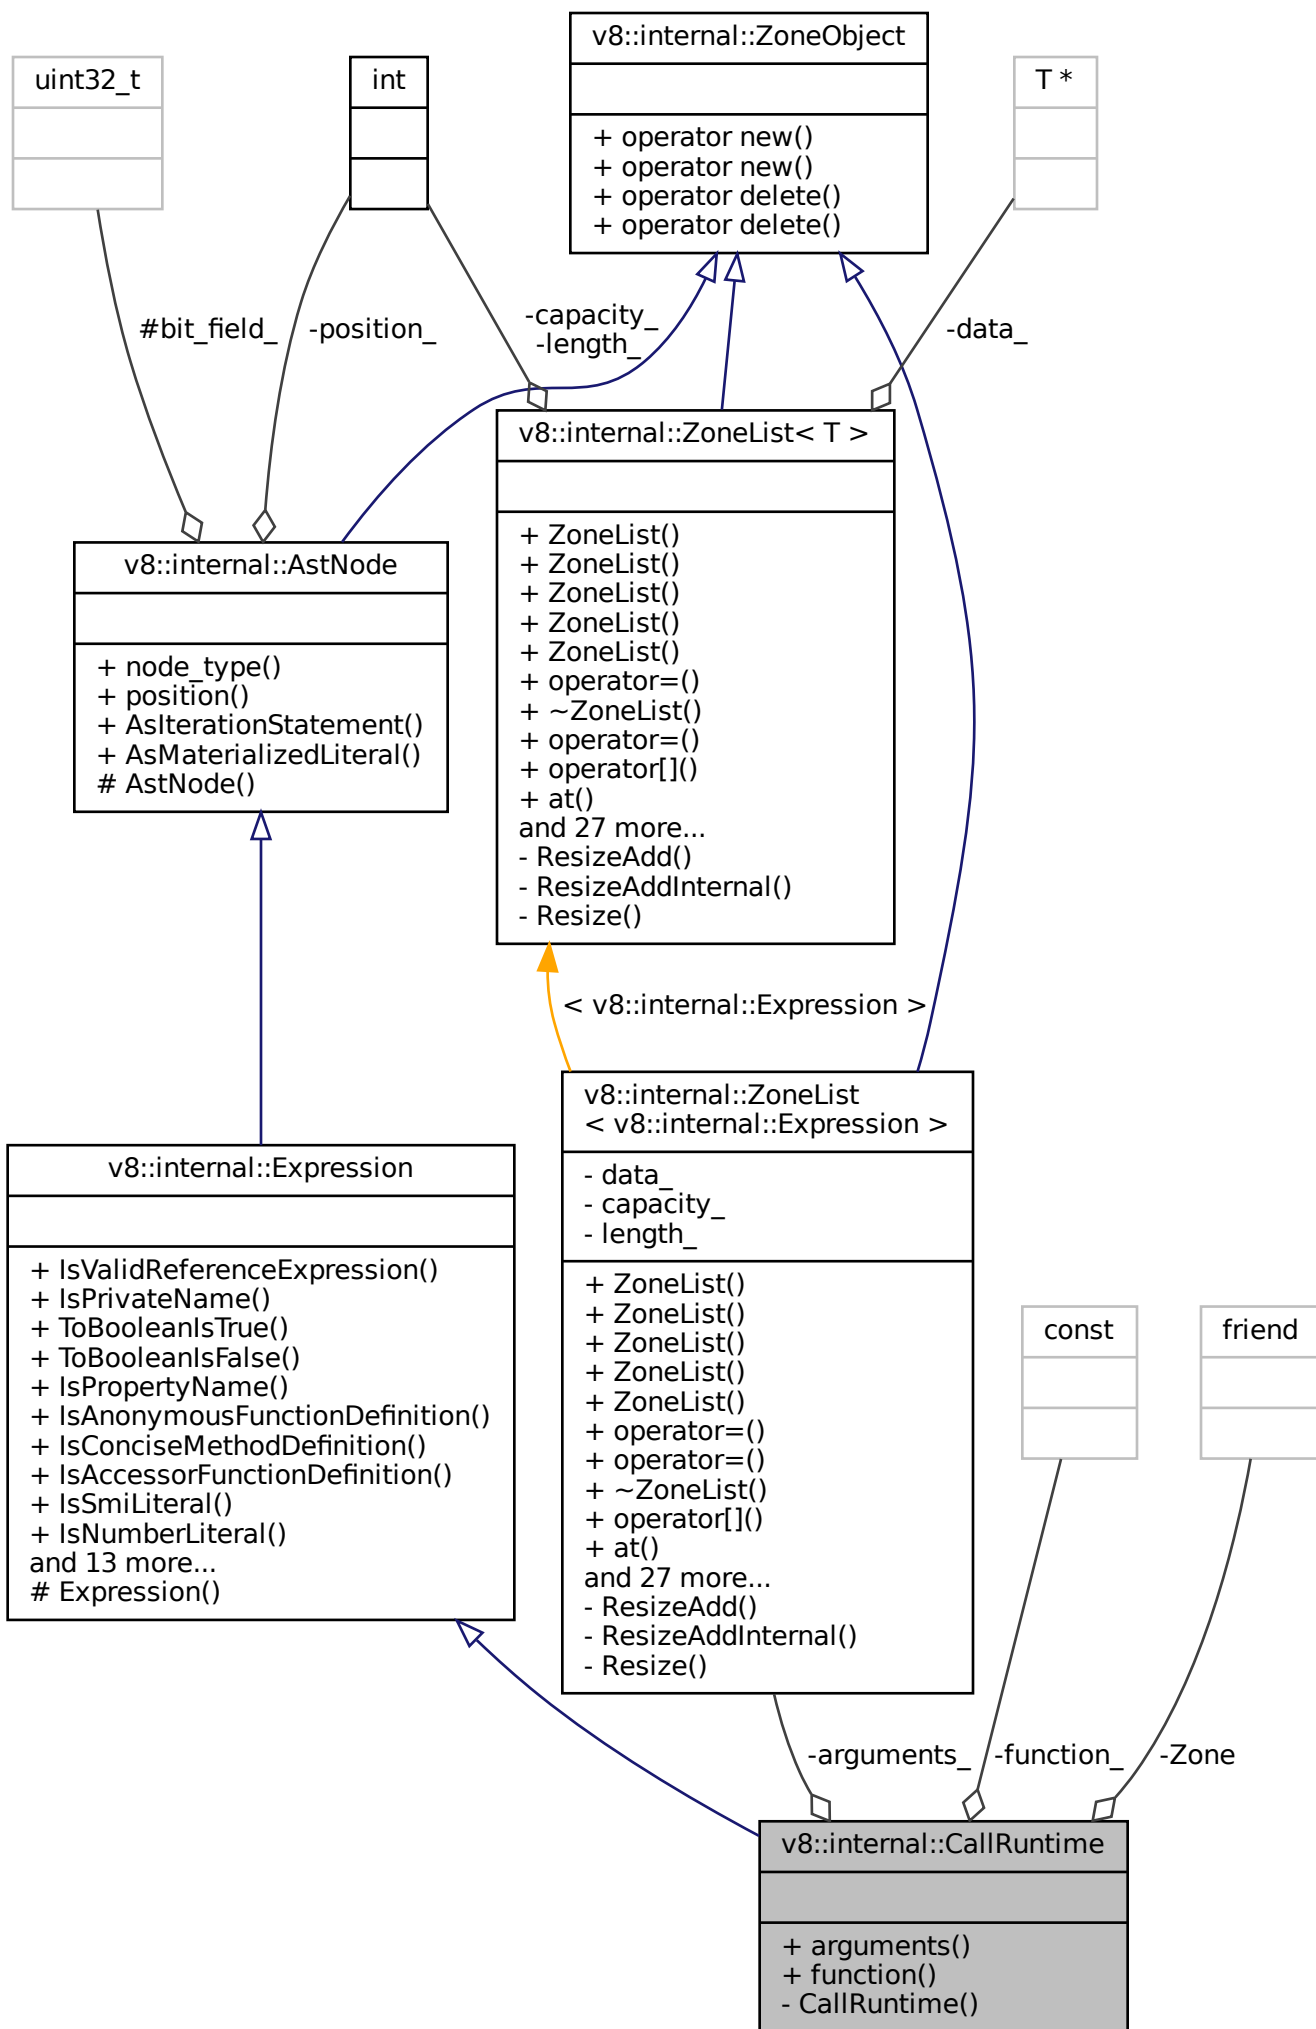 v8::internal::ZoneObject
+ operator new()
+ operator new()
+ operator delete()
+ operator delete()
uint32_t
int
T *
#bit_field_
-position_
-capacity_
-length_
-data_
v8::internal::ZoneList< T >
+ ZoneList()
+ ZoneList()
+ ZoneList()
+ ZoneList()
+ ZoneList()
+ operator=()
+ ~ZoneList()
+ operator=()
+ operator[]()
+ at()
and 27 more...
- ResizeAdd()
- ResizeAddInternal()
- Resize()
v8::internal::AstNode
+ node_type()
+ position()
+ AsIterationStatement()
+ AsMaterializedLiteral()
# AstNode()
< v8::internal::Expression >
v8::internal::ZoneList
< v8::internal::Expression >
- data_
- capacity_
- length_
+ ZoneList()
+ ZoneList()
+ ZoneList()
+ ZoneList()
+ ZoneList()
+ operator=()
+ operator=()
+ ~ZoneList()
+ operator[]()
+ at()
and 27 more...
- ResizeAdd()
- ResizeAddInternal()
- Resize()
v8::internal::Expression
+ IsValidReferenceExpression()
+ IsPrivateName()
+ ToBooleanIsTrue()
+ ToBooleanIsFalse()
+ IsPropertyName()
+ IsAnonymousFunctionDefinition()
+ IsConciseMethodDefinition()
+ IsAccessorFunctionDefinition()
+ IsSmiLiteral()
+ IsNumberLiteral()
and 13 more...
# Expression()
const
friend
-arguments_
-function_
-Zone
v8::internal::CallRuntime
+ arguments()
+ function()
- CallRuntime()